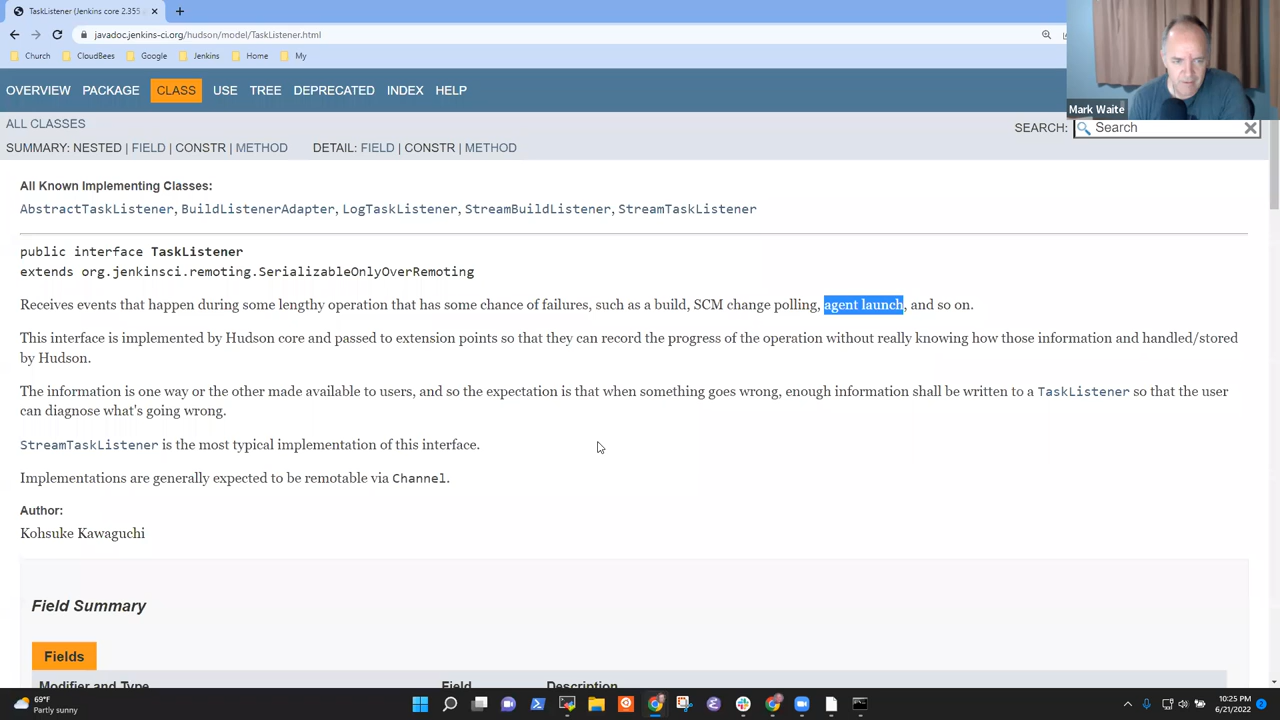 TaskListener (Jenkins core 2.355
javadoc.jenkins-ci.org/hudson/model/TaskListener.html
Church CloudBees Google Jenkins Home My
Mark Waite
OVERVIEW PACKAGE CLASS USE TREE DEPRECATED INDEX HELP
ALL CLASSES
SEARCH: Search
SUMMARY: NESTED | FIELD | CONSTR | METHOD DETAIL: FIELD | CONSTR | METHOD
All Known Implementing Classes:
AbstractTaskListener, BuildListenerAdapter, LogTaskListener, StreamBuildListener, StreamTaskListener
public interface TaskListener
extends org.jenkinsci.remoting.SerializableOnlyOverRemoting
Receives events that happen during some lengthy operation that has some chance of failures, such as a build, SCM change polling, agent launch, and so on.
This interface is implemented by Hudson core and passed to extension points so that they can record the progress of the operation without really knowing how those information and handled/stored
by Hudson.
The information is one way or the other made available to users, and so the expectation is that when something goes wrong, enough information shall be written to a TaskListener so that the user
can diagnose what's going wrong.
StreamTaskListener is the most typical implementation of this interface.
Implementations are generally expected to be remotable via Channel.
Author:
Kohsuke Kawaguchi
Field Summary
Fields
Modifier and Type Field Description
69°F
Partly sunny
10:25 PM
6/21/2022
2